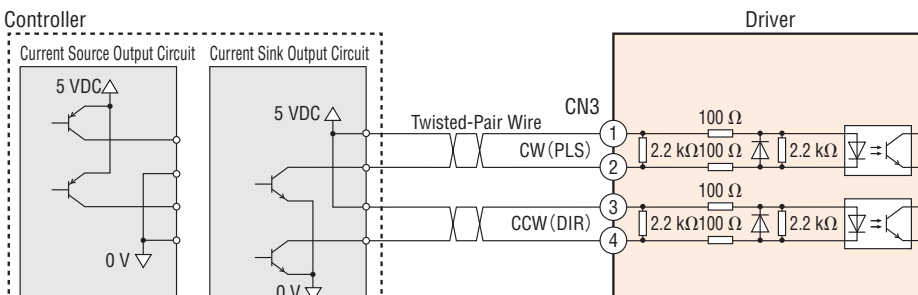 Controller
Driver
Current Source Output Circuit
Current Sink Output Circuit
5 VDC
5 VDC
CN3
Twisted-Pair Wire
100 Ω
1
CW(PLS)
2.2 kΩ
100 Ω
2.2 kΩ
2
100 Ω
3
CCW(DIR)
2.2 kΩ
100 Ω
2.2 kΩ
4
0 V
0 V